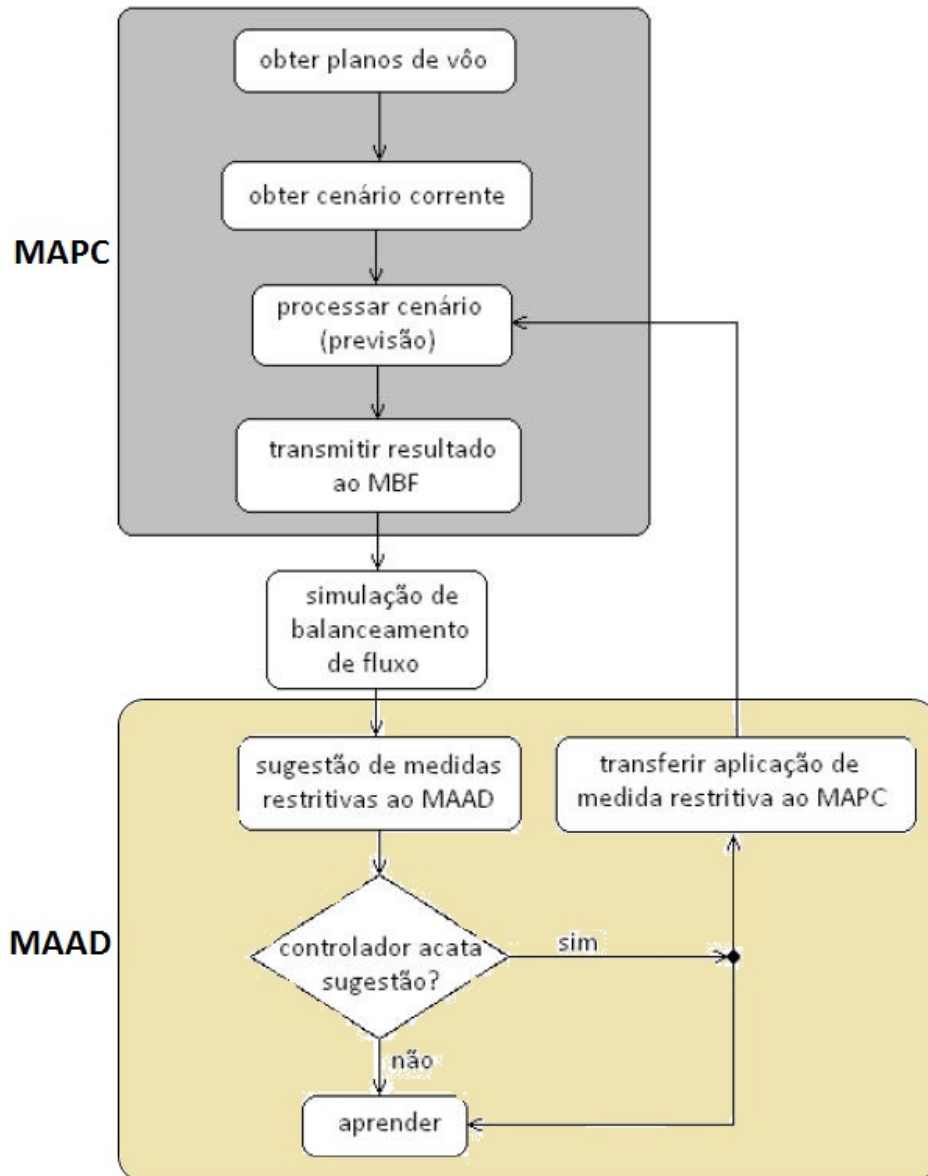 obter planos de vôo
obter cenário corrente
MAPC
processar cenário
(previsão)
transmitir resultado
ao MBF
simulação de
balanceamento
de fluxo
sugestão de medidas
restritivas ao MAAD
transferir aplicação de
medida restritiva ao MAPC
MAAD
controlador acata
sugestão?
sim
não
aprender